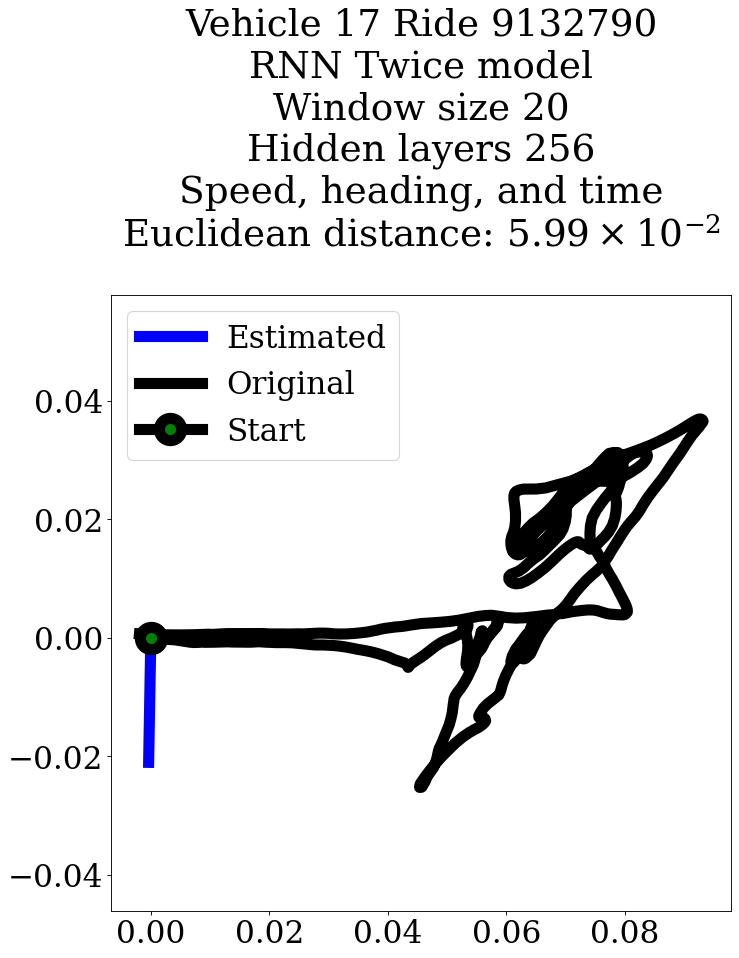 Vehicle 17 Ride 9132790
RNN Twice model
Window size 20
Hidden layers 256
Speed, heading, and time
Euclidean distance: 5.99 × 10⁻²
Estimated
Original
Start
0.04
0.02
0.00
−0.02
−0.04
0.00 0.02 0.04 0.06 0.08